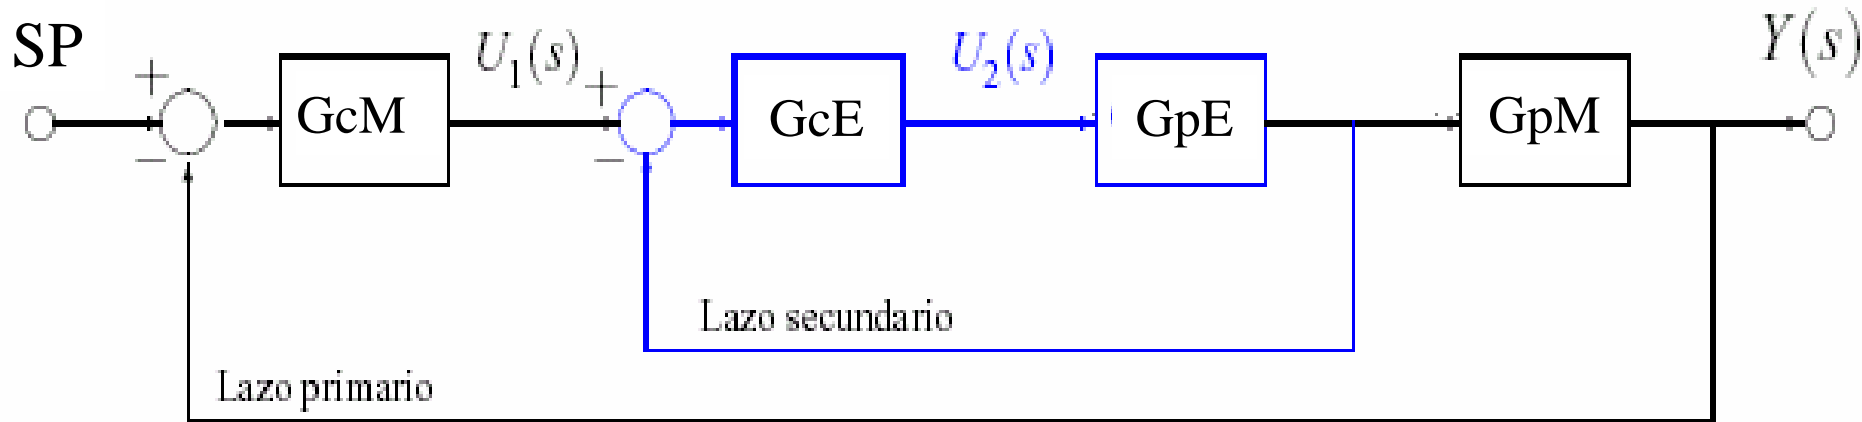 SP
+
−
GcM
U₁(s)
+
−
GcE
U₂(s)
GpE
GpM
Y(s)
Lazo secundario
Lazo primario